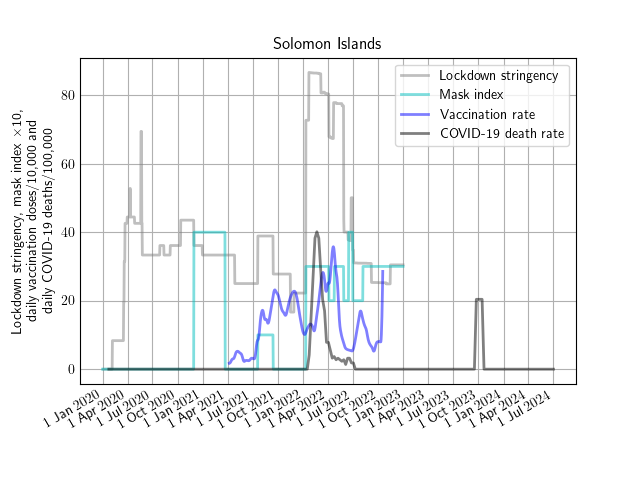 Solomon Islands
Lockdown stringency, mask index ×10,
daily vaccination doses/10,000 and
daily COVID-19 deaths/100,000
80
60
40
20
0
Lockdown stringency
Mask index
Vaccination rate
COVID-19 death rate
1 Jan 2020
1 Apr 2020
1 Jul 2020
1 Oct 2020
1 Jan 2021
1 Apr 2021
1 Jul 2021
1 Oct 2021
1 Jan 2022
1 Apr 2022
1 Jul 2022
1 Oct 2022
1 Jan 2023
1 Apr 2023
1 Jul 2023
1 Oct 2023
1 Jan 2024
1 Apr 2024
1 Jul 2024